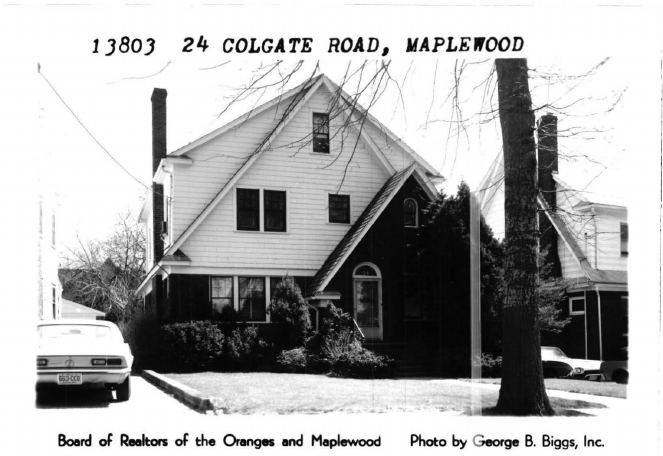 13803 24 COLGATE ROAD, MAPLEWOOD
Board of Realtors of the Oranges and Maplewood Photo by George B. Biggs, Inc.